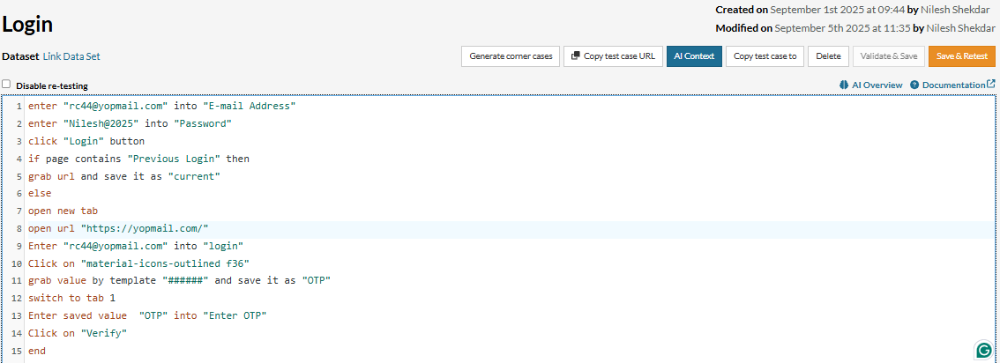 Created on September 1st 2025 at 09:44 by Nilesh Shekdar
Login
Modified on September 5th 2025 at 11:35 by Nilesh Shekdar
Dataset Link Data Set
Generate corner cases Copy test case URL AI Context Copy test case to Delete Validate & Save Save & Retest
Disable re-testing AI Overview Documentation
1 enter "rc44@yopmail.com" into "E-mail Address"
2 enter "Nilesh@2025" into "Password"
3 click "Login" button
4 if page contains "Previous Login" then
5 grab url and save it as "current"
6 else
7 open new tab
8 open url "https://yopmail.com/"
9 Enter "rc44@yopmail.com" into "login"
10 Click on "material-icons-outlined f36"
11 grab value by template "######" and save it as "OTP"
12 switch to tab 1
13 Enter saved value  "OTP" into "Enter OTP"
14 Click on "Verify"
15 end